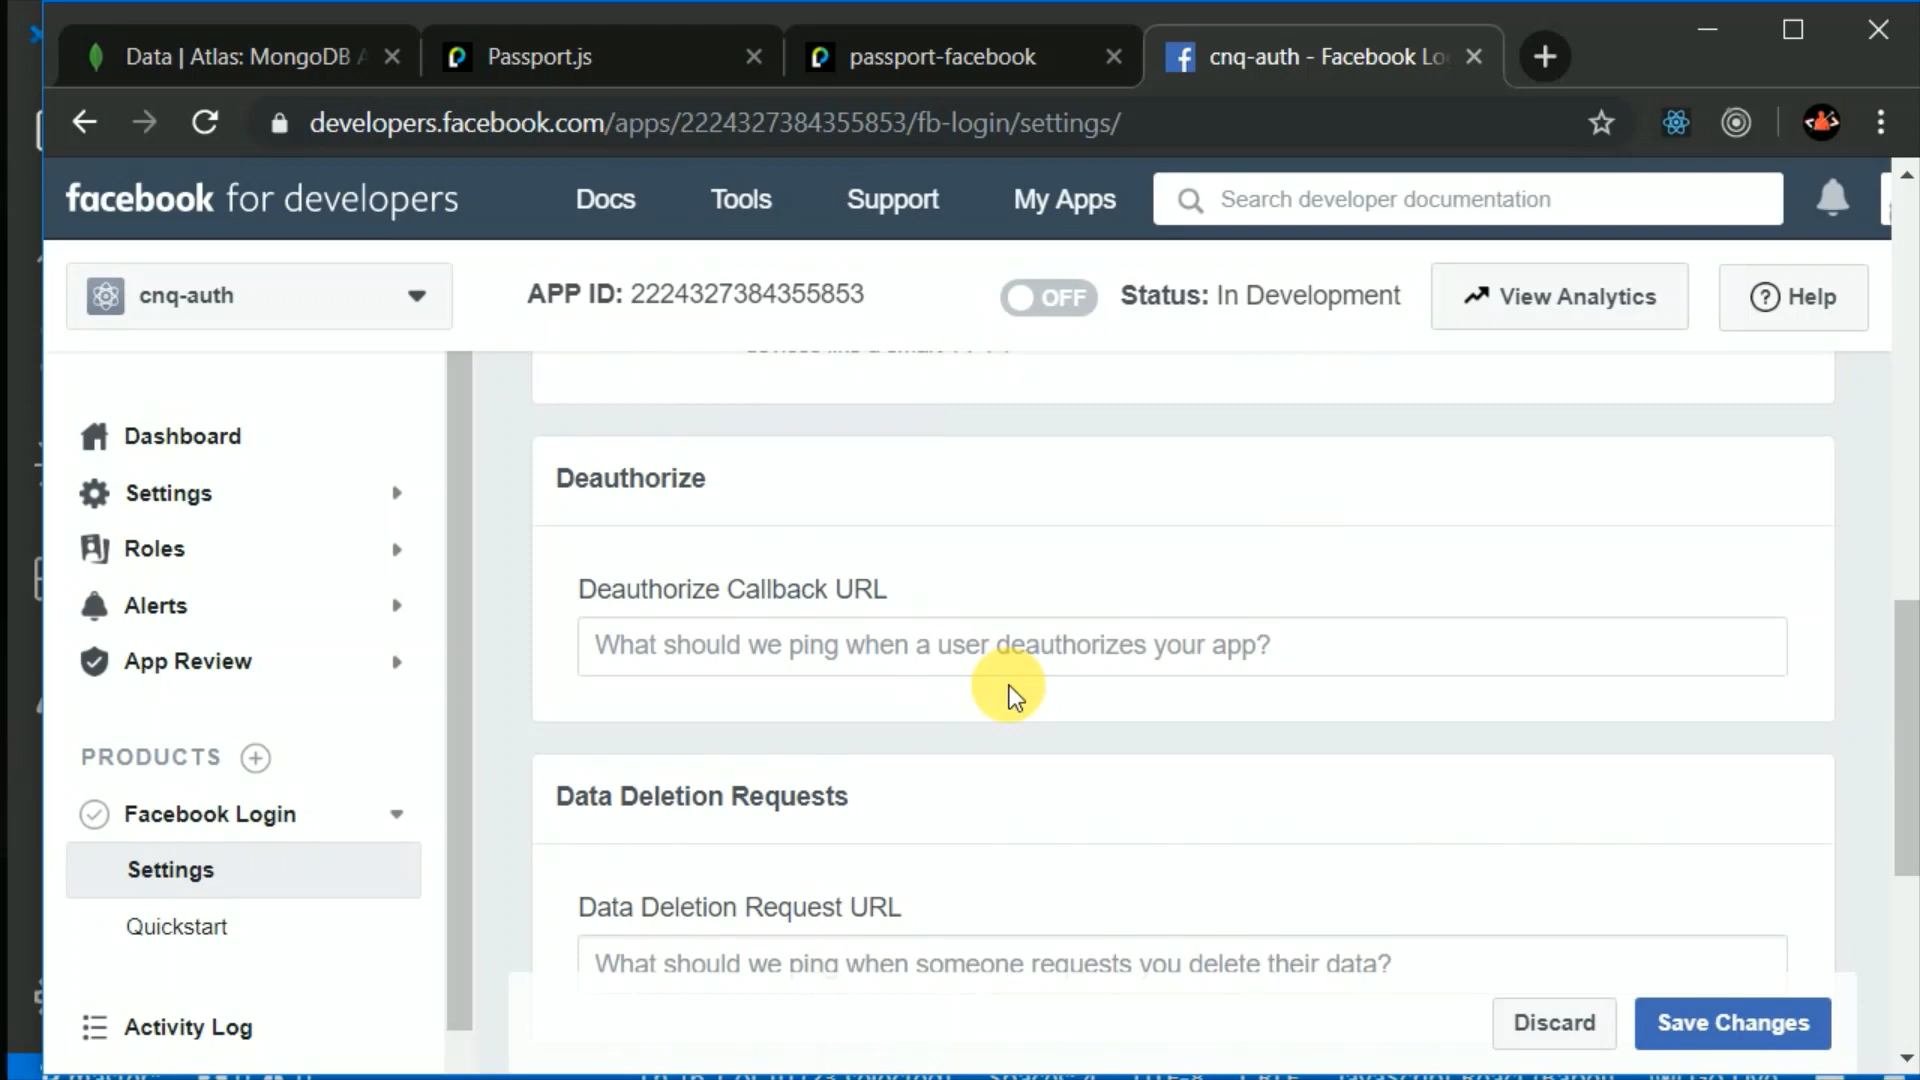 Data | Atlas: MongoDB A
Passport.js
passport-facebook
cnq-auth - Facebook Lo
developers.facebook.com/apps/2224327384355853/fb-login/settings/
facebook for developers
Docs
Tools
Support
My Apps
Search developer documentation
cnq-auth
APP ID: 2224327384355853
OFF
Status: In Development
View Analytics
Help
Dashboard
Settings
Roles
Alerts
App Review
PRODUCTS
Facebook Login
Settings
Quickstart
Activity Log
Deauthorize
Deauthorize Callback URL
What should we ping when a user deauthorizes your app?
Data Deletion Requests
Data Deletion Request URL
What should we ping when someone requests you delete their data?
Discard
Save Changes